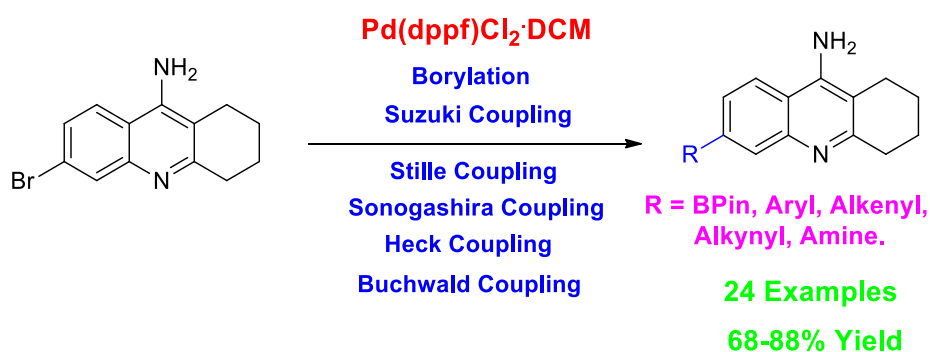 Pd(dppf)Cl2·DCM
Borylation
Suzuki Coupling
Stille Coupling
Sonogashira Coupling
Heck Coupling
Buchwald Coupling
NH2
Br
N
NH2
R
N
R = BPin, Aryl, Alkenyl,
Alkynyl, Amine.
24 Examples
68-88% Yield